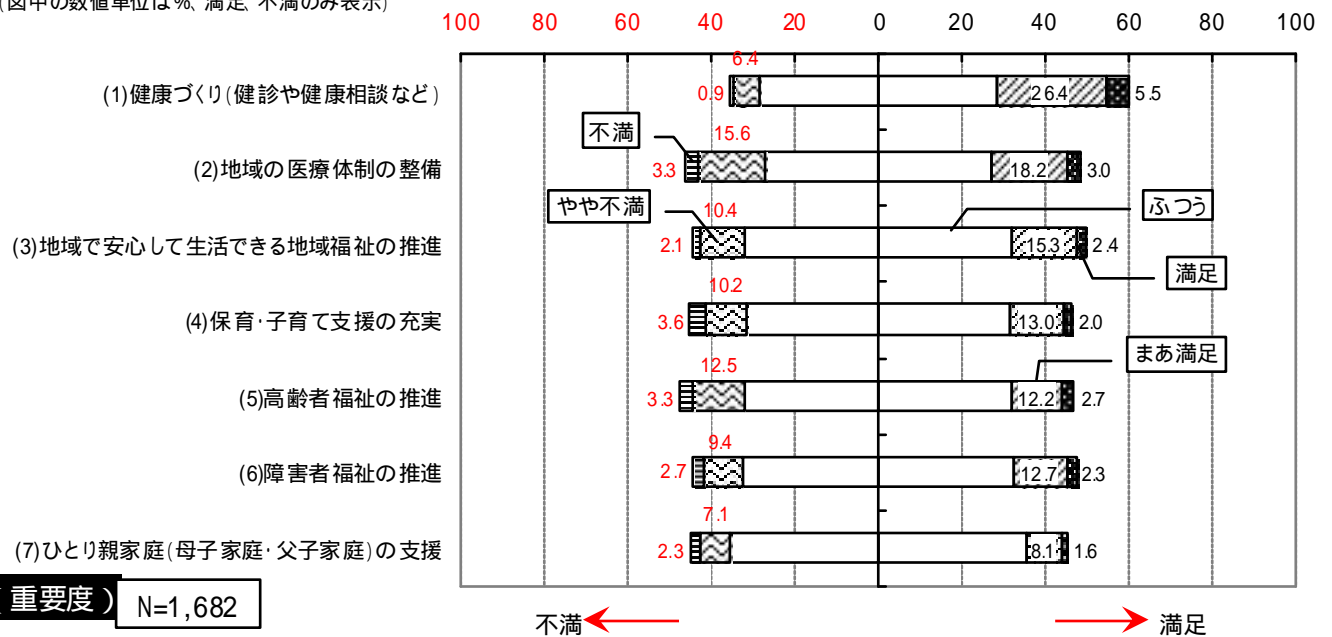 (図中の数値単位は%、満足、不満のみ表示)
100 80 60 40 20 0 20 40 60 80 100
6.4
(1)健康づくり(健診や健康相談など) 0.9 26.4 5.5
不満 15.6
(2)地域の医療体制の整備 3.3 18.2 3.0
やや不満 10.4 ふつう
(3)地域で安心して生活できる地域福祉の推進 2.1 15.3 2.4
満足
10.2
(4)保育・子育て支援の充実 3.6 13.0 2.0
12.5 まあ満足
(5)高齢者福祉の推進 3.3 12.2 2.7
9.4
(6)障害者福祉の推進 2.7 12.7 2.3
7.1
(7)ひとり親家庭(母子家庭・父子家庭)の支援 2.3 8.1 1.6
(重要度) N=1,682
不満 満足